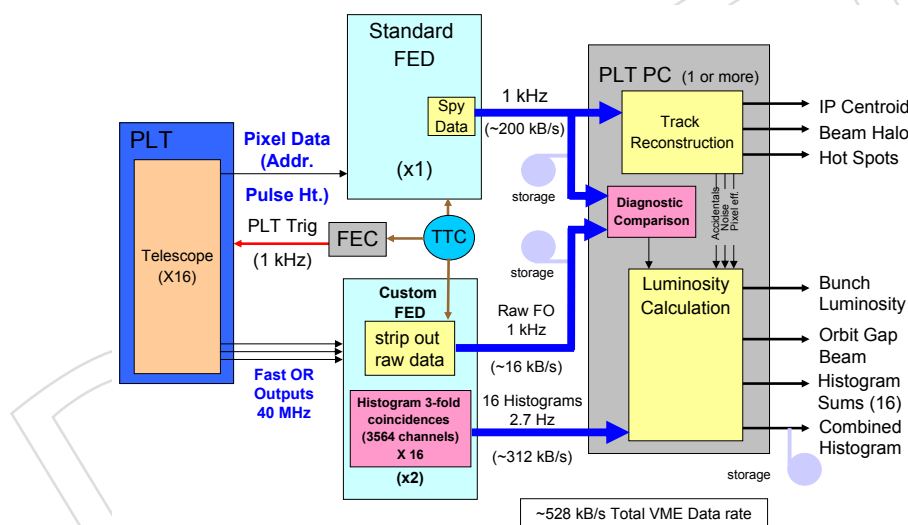 Standard
FED
Spy
Data
(x1)
1 kHz
(~200 kB/s)
storage
PLT PC (1 or more)
Track
Reconstruction
IP Centroid
Beam Halo
Hot Spots
PLT
Pixel Data
(Addr.
Pulse Ht.)
PLT Trig
(1 kHz)
FEC
TTC
Telescope
(X16)
Diagnostic
Comparison
Accidentals
Noise
Pixel eff.
storage
Custom
FED
strip out
raw data
Raw FO
1 kHz
(~16 kB/s)
Fast OR
Outputs
40 MHz
Histogram 3-fold
coincidences
(3564 channels)
X 16
(x2)
16 Histograms
2.7 Hz
(~312 kB/s)
Luminosity
Calculation
Bunch
Luminosity
Orbit Gap
Beam
Histogram
Sums (16)
Combined
Histogram
storage
~528 kB/s Total VME Data rate